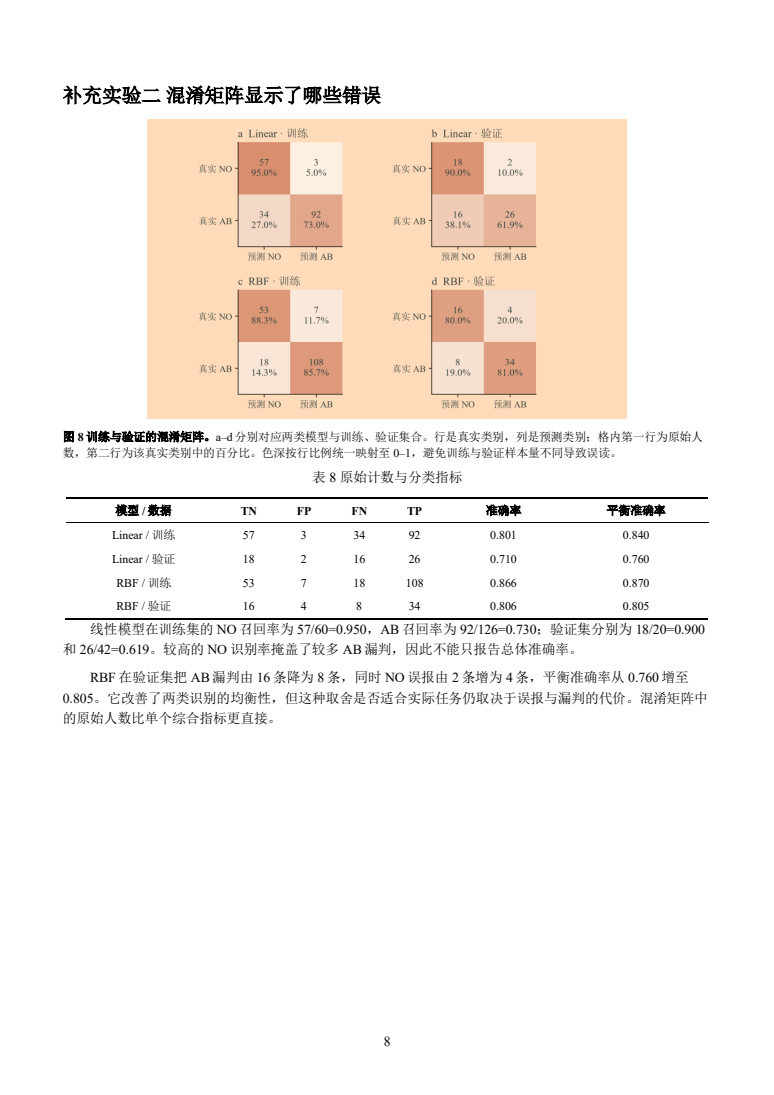 补充实验二 混淆矩阵显示了哪些错误
a Linear · 训练
b Linear · 验证
真实 NO
57
95.0%
3
5.0%
真实 NO
18
90.0%
2
10.0%
真实 AB
34
27.0%
92
73.0%
真实 AB
16
38.1%
26
61.9%
预测 NO 预测 AB
预测 NO 预测 AB
c RBF · 训练
d RBF · 验证
真实 NO
53
88.3%
7
11.7%
真实 NO
16
80.0%
4
20.0%
真实 AB
18
14.3%
108
85.7%
真实 AB
8
19.0%
34
81.0%
预测 NO 预测 AB
预测 NO 预测 AB
图 8 训练与验证的混淆矩阵。a–d 分别对应两类模型与训练、验证集合。行是真实类别，列是预测类别；格内第一行为原始人
数，第二行为该真实类别中的百分比。色深按行比例统一映射至 0–1，避免训练与验证样本量不同导致误读。
表 8 原始计数与分类指标
模型 / 数据 TN FP FN TP 准确率 平衡准确率
Linear / 训练 57 3 34 92 0.801 0.840
Linear / 验证 18 2 16 26 0.710 0.760
RBF / 训练 53 7 18 108 0.866 0.870
RBF / 验证 16 4 8 34 0.806 0.805
线性模型在训练集的 NO 召回率为 57/60=0.950，AB 召回率为 92/126=0.730；验证集分别为 18/20=0.900
和 26/42=0.619。较高的 NO 识别率掩盖了较多 AB 漏判，因此不能只报告总体准确率。
RBF 在验证集把 AB 漏判由 16 条降为 8 条，同时 NO 误报由 2 条增为 4 条，平衡准确率从 0.760 增至
0.805。它改善了两类识别的均衡性，但这种取舍是否适合实际任务仍取决于误报与漏判的代价。混淆矩阵中
的原始人数比单个综合指标更直接。
8